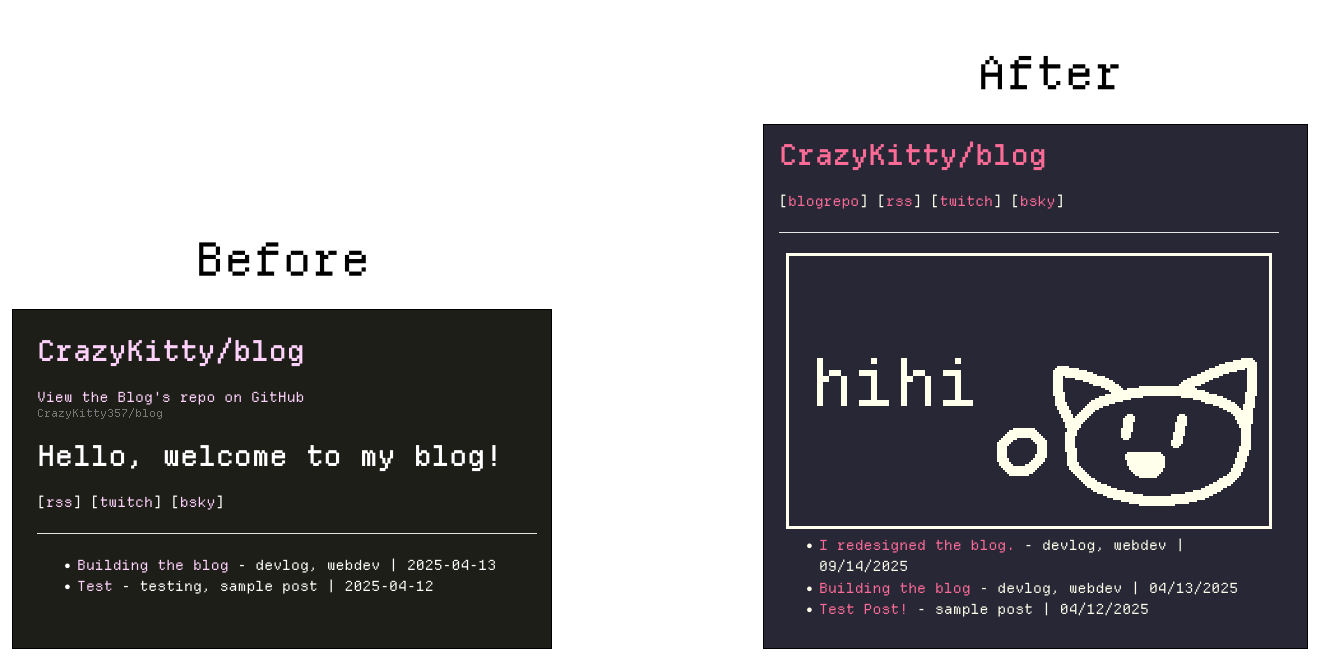 Before
CrazyKitty/blog
View the Blog's repo on GitHub
CrazyKitty357/blog
Hello, welcome to my blog!
[rss] [twitch] [bsky]
• Building the blog - devlog, webdev | 2025-04-13
• Test - testing, sample post | 2025-04-12
After
CrazyKitty/blog
[blogrepo] [rss] [twitch] [bsky]
hihi
• I redesigned the blog. - devlog, webdev |
09/14/2025
• Building the blog - devlog, webdev | 04/13/2025
• Test Post! - sample post | 04/12/2025